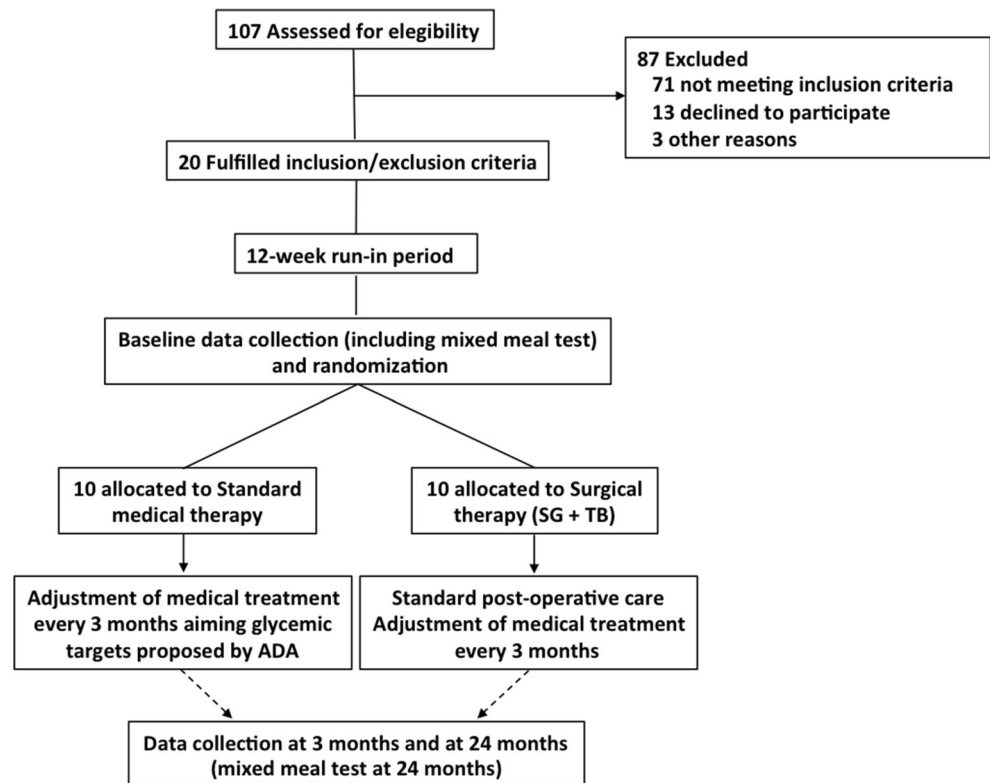 107 Assessed for elegibility
87 Excluded
71 not meeting inclusion criteria
13 declined to participate
3 other reasons
20 Fulfilled inclusion/exclusion criteria
12-week run-in period
Baseline data collection (including mixed meal test)
and randomization
10 allocated to Standard
medical therapy
10 allocated to Surgical
therapy (SG + TB)
Adjustment of medical treatment
every 3 months aiming glycemic
targets proposed by ADA
Standard post-operative care
Adjustment of medical treatment
every 3 months
Data collection at 3 months and at 24 months
(mixed meal test at 24 months)